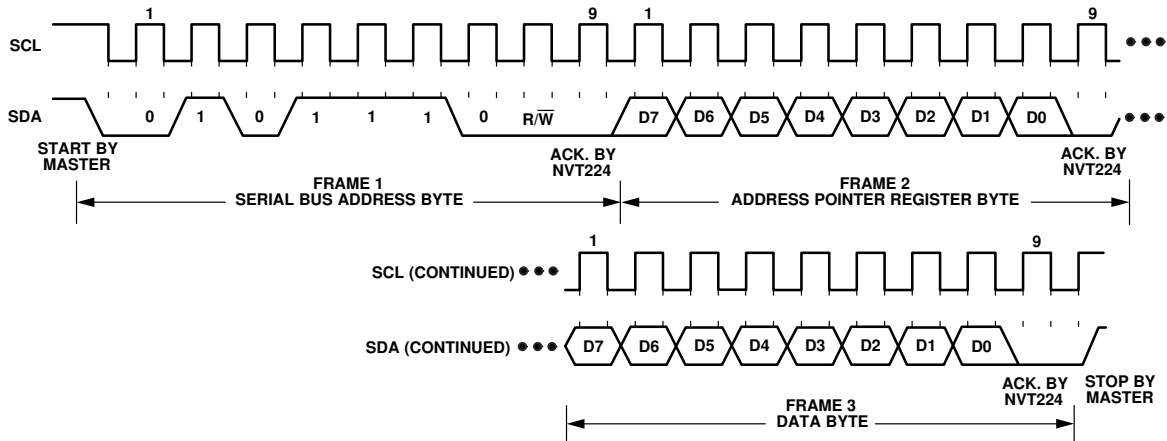 1 9 1 9
SCL
SDA 0 1 0 1 1 1 0 R/W D7 D6 D5 D4 D3 D2 D1 D0
START BY
MASTER
ACK. BY
NVT224
ACK. BY
NVT224
FRAME 1
SERIAL BUS ADDRESS BYTE
FRAME 2
ADDRESS POINTER REGISTER BYTE
1 9
SCL (CONTINUED)
SDA (CONTINUED) D7 D6 D5 D4 D3 D2 D1 D0
ACK. BY
NVT224
STOP BY
MASTER
FRAME 3
DATA BYTE